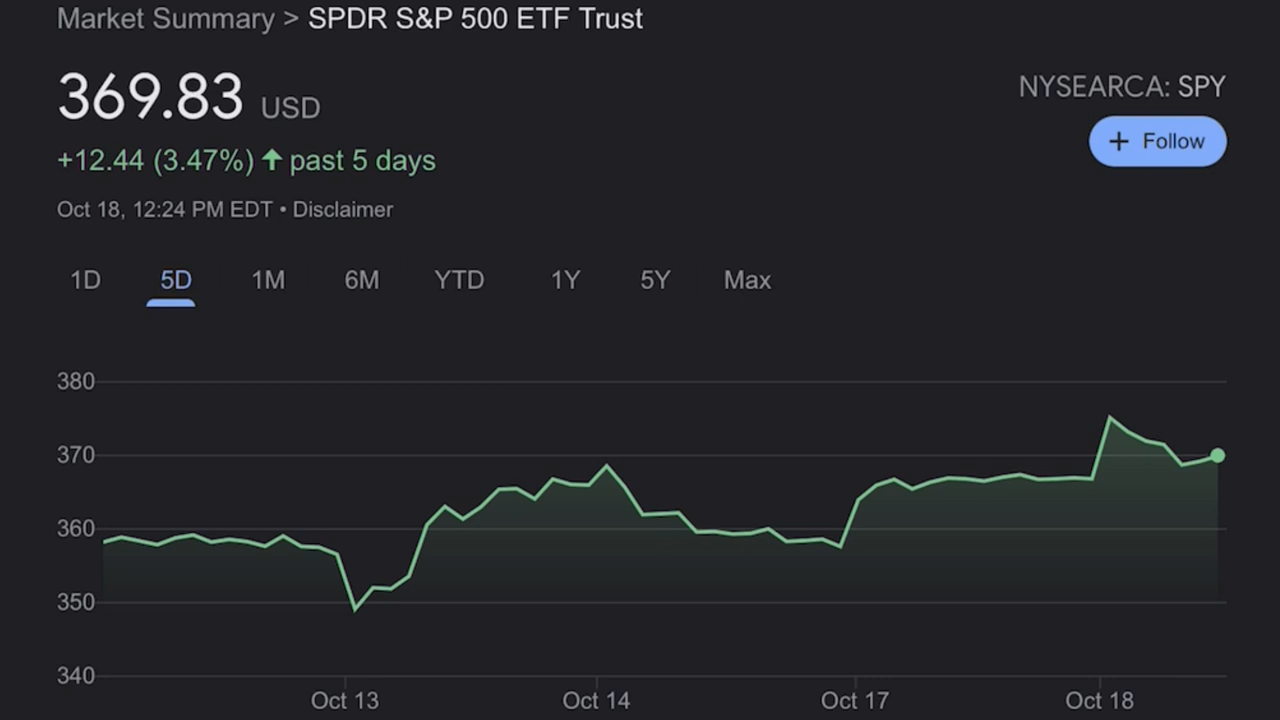 Market Summary > SPDR S&P 500 ETF Trust
369.83 USD
NYSEARCA: SPY
+ Follow
+12.44 (3.47%) ↑ past 5 days
Oct 18, 12:24 PM EDT • Disclaimer
1D 5D 1M 6M YTD 1Y 5Y Max
380
370
360
350
340
Oct 13 Oct 14 Oct 17 Oct 18